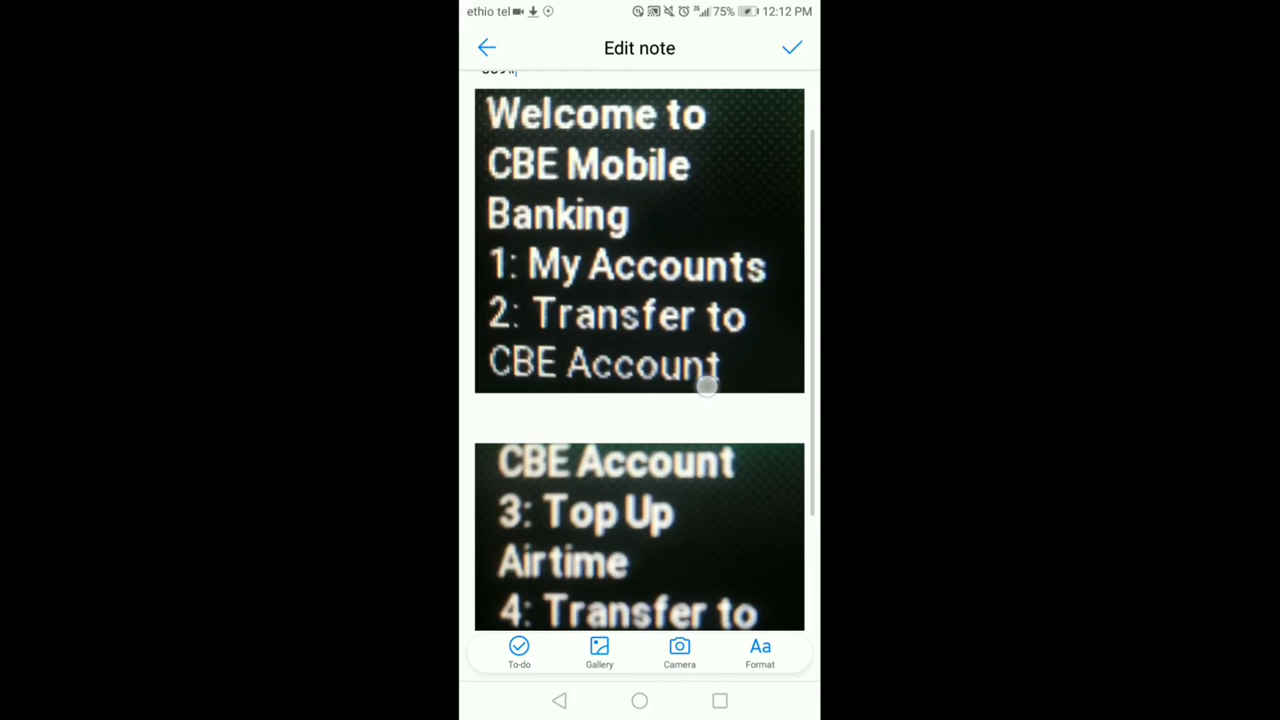 ethio tel 2G 75% 12:12 PM
Edit note
Welcome to
CBE Mobile
Banking
1: My Accounts
2: Transfer to
CBE Account
CBE Account
3: Top Up
Airtime
4: Transfer to
To-do Gallery Camera Format